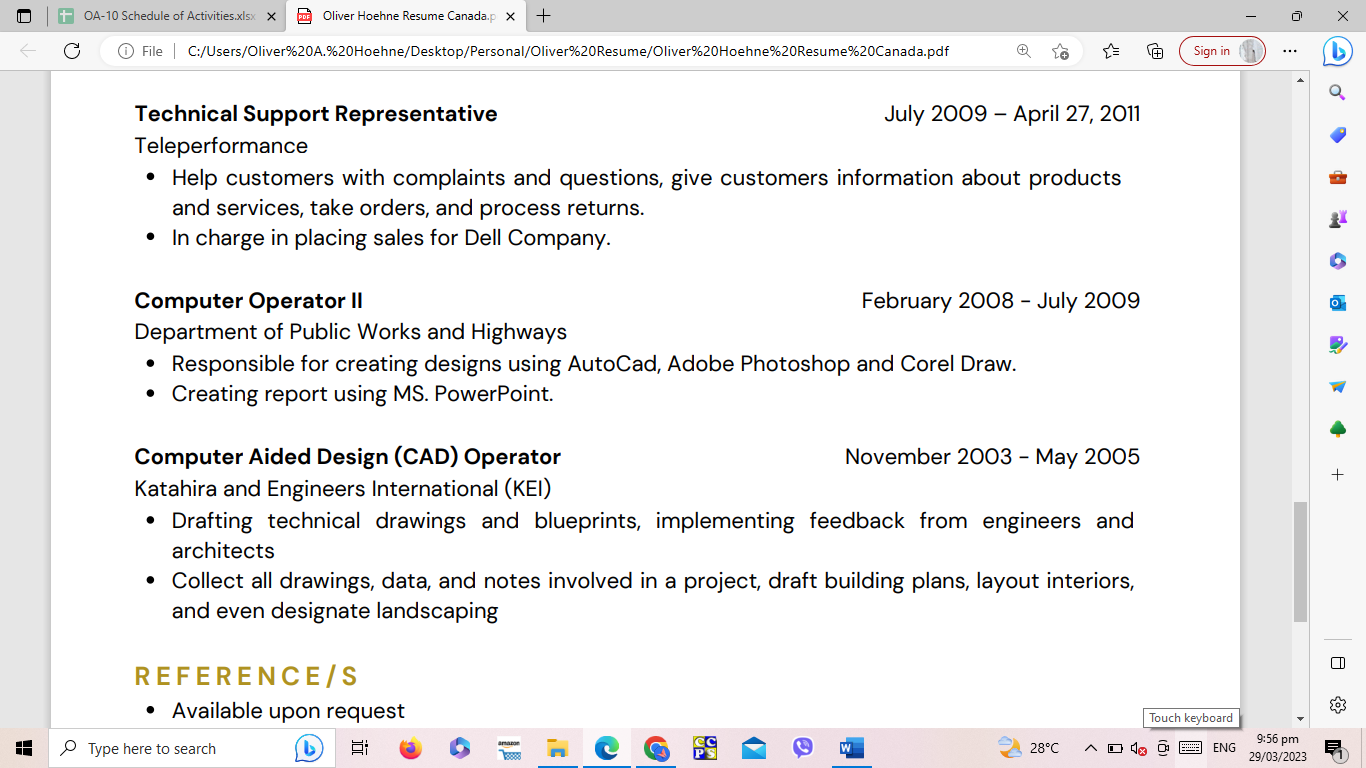 OA-10 Schedule of Activities.xlsx
Oliver Hoehne Resume Canada.p
File
C:/Users/Oliver%20A.%20Hoehne/Desktop/Personal/Oliver%20Resume/Oliver%20Hoehne%20Resume%20Canada.pdf
Sign in
Technical Support Representative July 2009 – April 27, 2011
Teleperformance
• Help customers with complaints and questions, give customers information about products
and services, take orders, and process returns.
• In charge in placing sales for Dell Company.
Computer Operator II February 2008 - July 2009
Department of Public Works and Highways
• Responsible for creating designs using AutoCad, Adobe Photoshop and Corel Draw.
• Creating report using MS. PowerPoint.
Computer Aided Design (CAD) Operator November 2003 - May 2005
Katahira and Engineers International (KEI)
• Drafting technical drawings and blueprints, implementing feedback from engineers and
architects
• Collect all drawings, data, and notes involved in a project, draft building plans, layout interiors,
and even designate landscaping
REFERENCE/S
• Available upon request
Touch keyboard
Type here to search
amazon
28°C
ENG
9:56 pm
29/03/2023
1